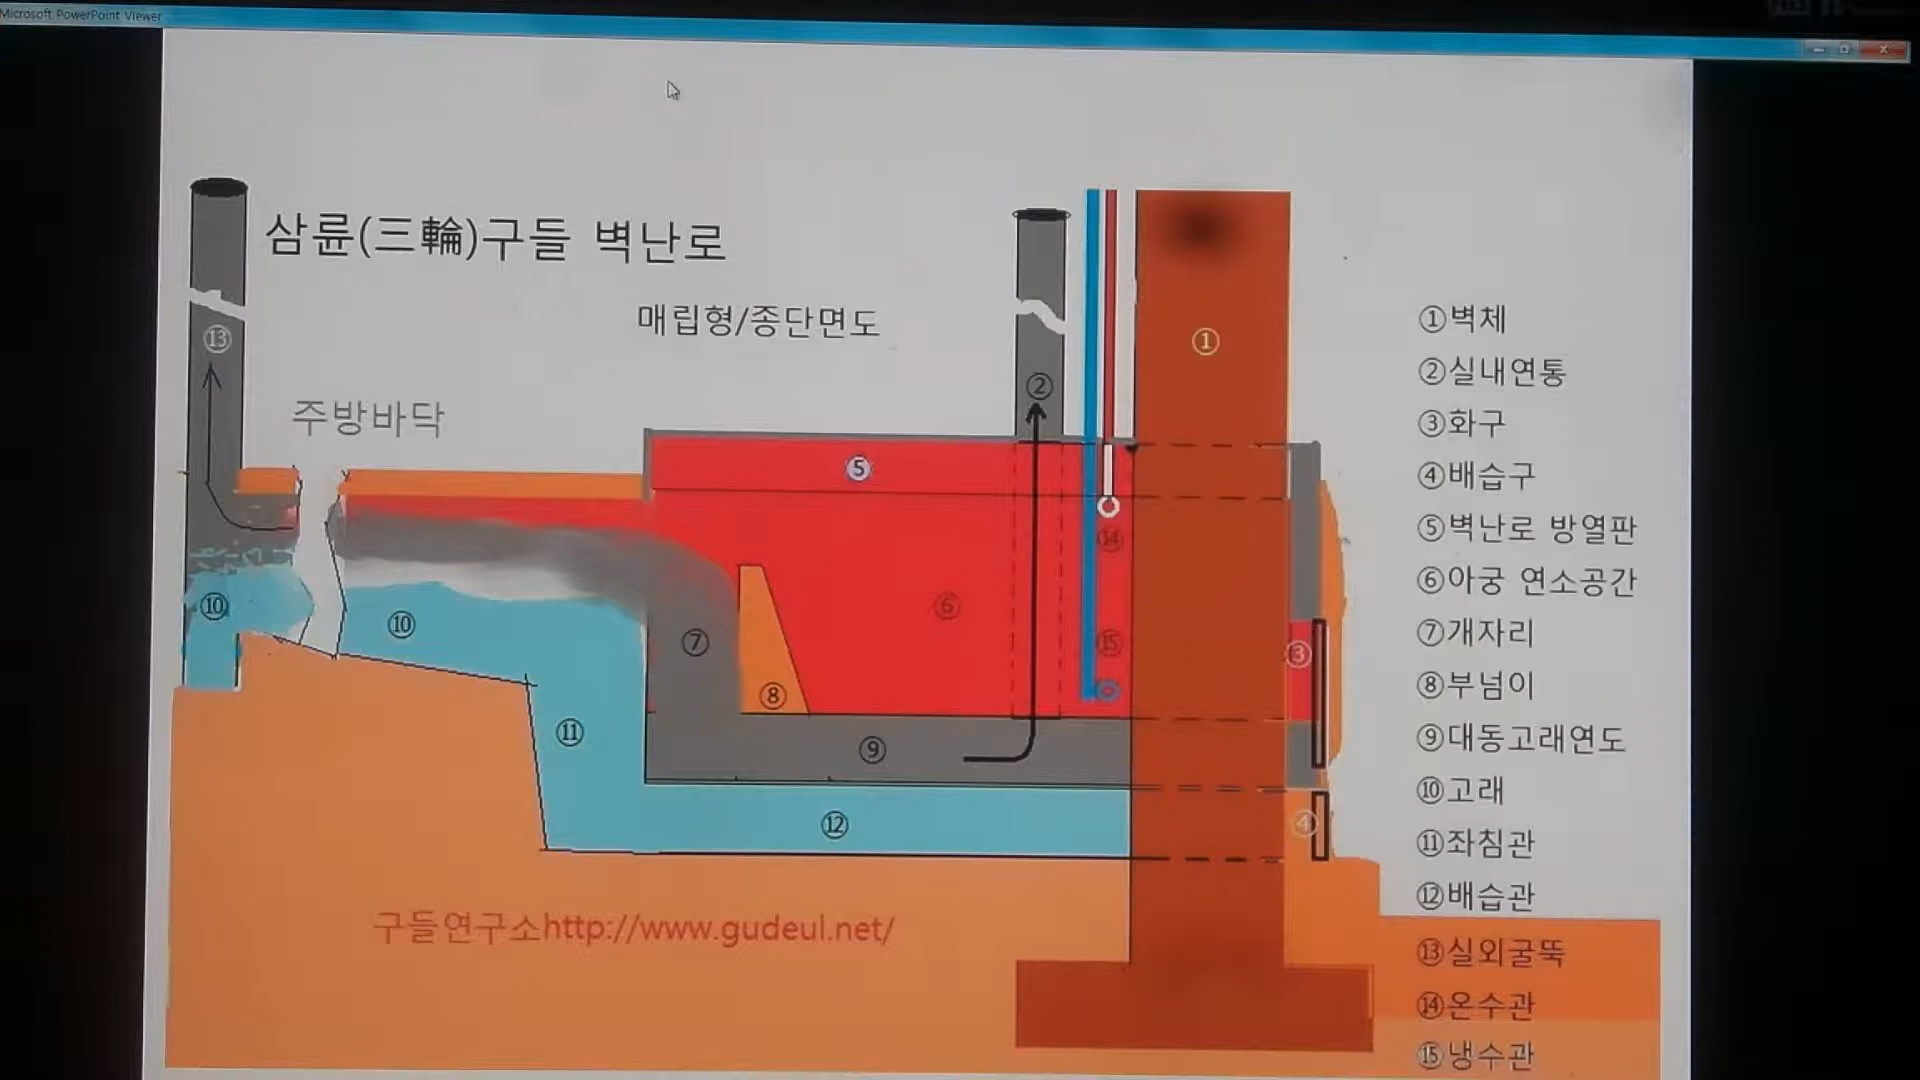 Microsoft PowerPoint Viewer
삼륜(三輪)구들 벽난로
매립형/종단면도
주방바닥
⑬
②
①
⑤
⑭
⑥
⑩
⑩
⑦
⑮
③
⑧
⑪
⑨
⑫
④
①벽체
②실내연통
③화구
④배습구
⑤벽난로 방열판
⑥아궁 연소공간
⑦개자리
⑧부넘이
⑨대동고래연도
⑩고래
⑪좌침관
⑫배습관
⑬실외굴뚝
⑭온수관
⑮냉수관
구들연구소http://www.gudeul.net/